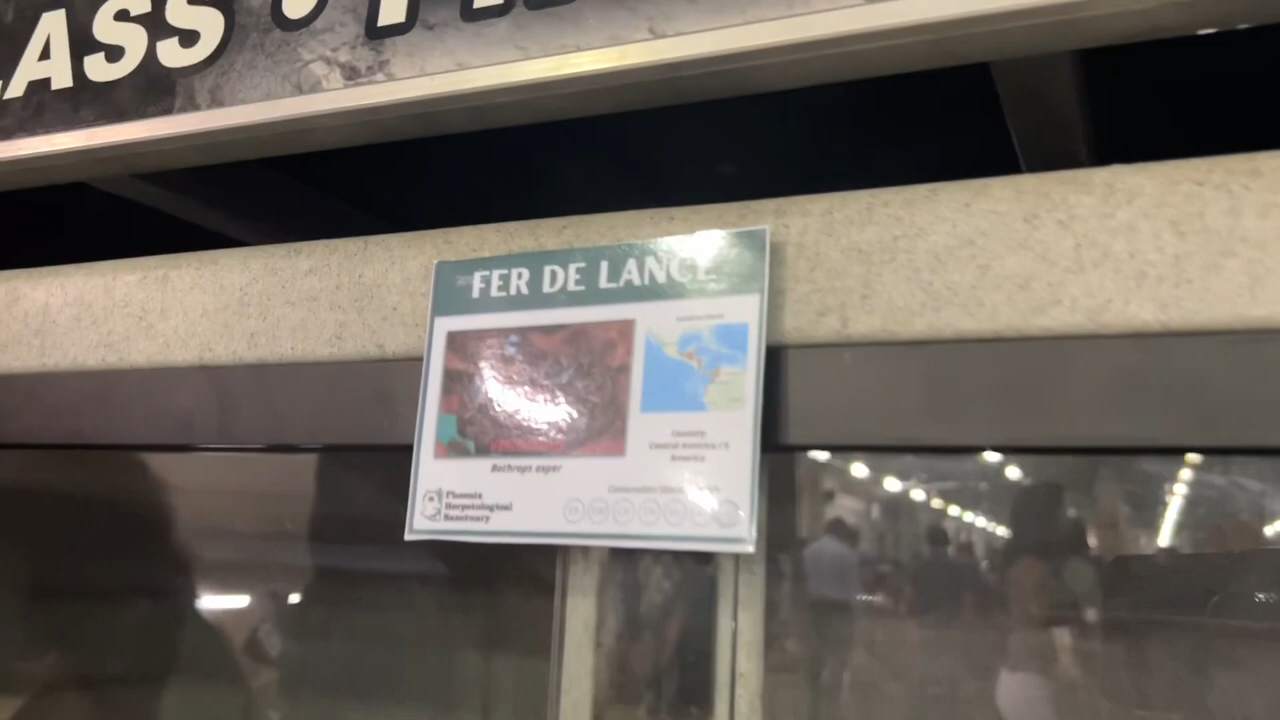 LASS
FER DE LANCE
Bothrops asper
Country:
Central America / S
America
Phoenix
Herpetological
Sanctuary